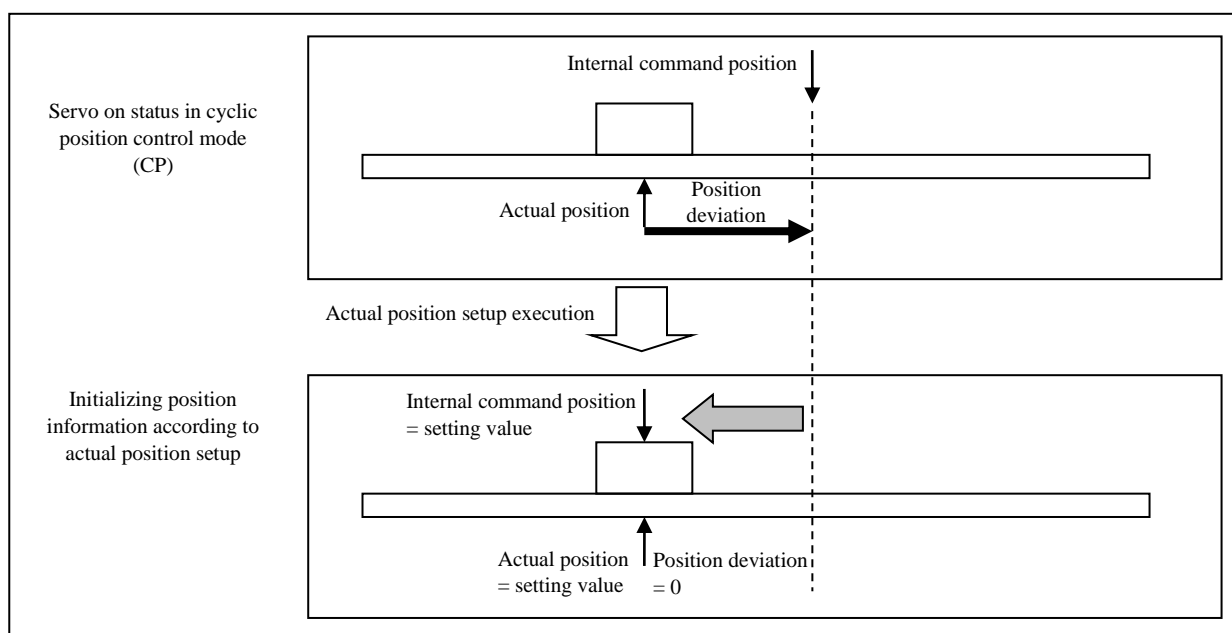 Servo on status in cyclic
position control mode
(CP)
Internal command position
Actual position
Position
deviation
Actual position setup execution
Initializing position
information according to
actual position setup
Internal command position
= setting value
Actual position
= setting value
Position deviation
= 0